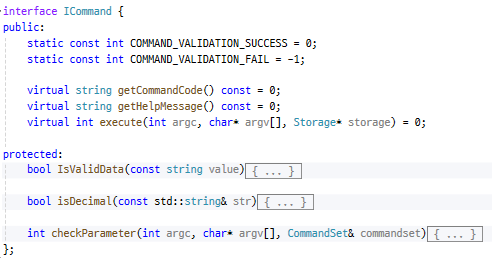 interface ICommand {
public:
static const int COMMAND_VALIDATION_SUCCESS = 0;
static const int COMMAND_VALIDATION_FAIL = -1;
virtual string getCommandCode() const = 0;
virtual string getHelpMessage() const = 0;
virtual int execute(int argc, char* argv[], Storage* storage) = 0;
protected:
bool IsValidData(const string value){ ... }
bool isDecimal(const std::string& str){ ... }
int checkParameter(int argc, char* argv[], CommandSet& commandset){ ... }
};